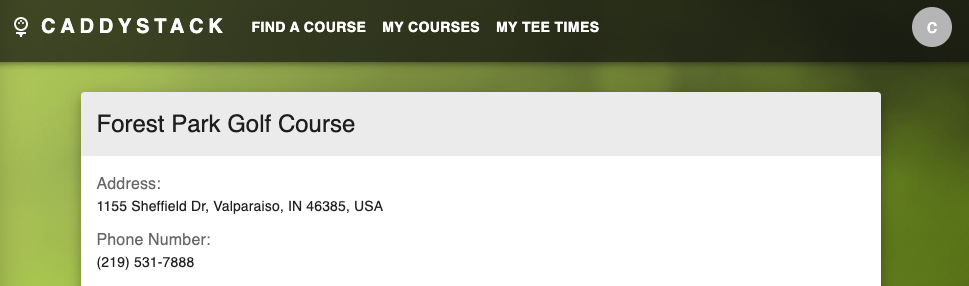 CADDYSTACK FIND A COURSE MY COURSES MY TEE TIMES C
Forest Park Golf Course
Address:
1155 Sheffield Dr, Valparaiso, IN 46385, USA
Phone Number:
(219) 531-7888